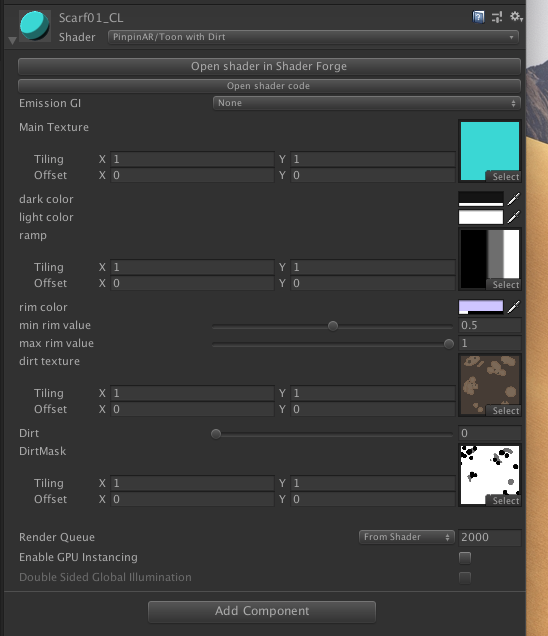 Scarf01_CL
Shader PinpinAR/Toon with Dirt
Open shader in Shader Forge
Open shader code
Emission GI None
Main Texture
Tiling X 1 Y 1
Offset X 0 Y 0
Select
dark color
light color
ramp
Tiling X 1 Y 1
Offset X 0 Y 0
Select
rim color
min rim value 0.5
max rim value 1
dirt texture
Tiling X 1 Y 1
Offset X 0 Y 0
Select
Dirt 0
DirtMask
Tiling X 1 Y 1
Offset X 0 Y 0
Select
Render Queue From Shader 2000
Enable GPU Instancing
Double Sided Global Illumination
Add Component